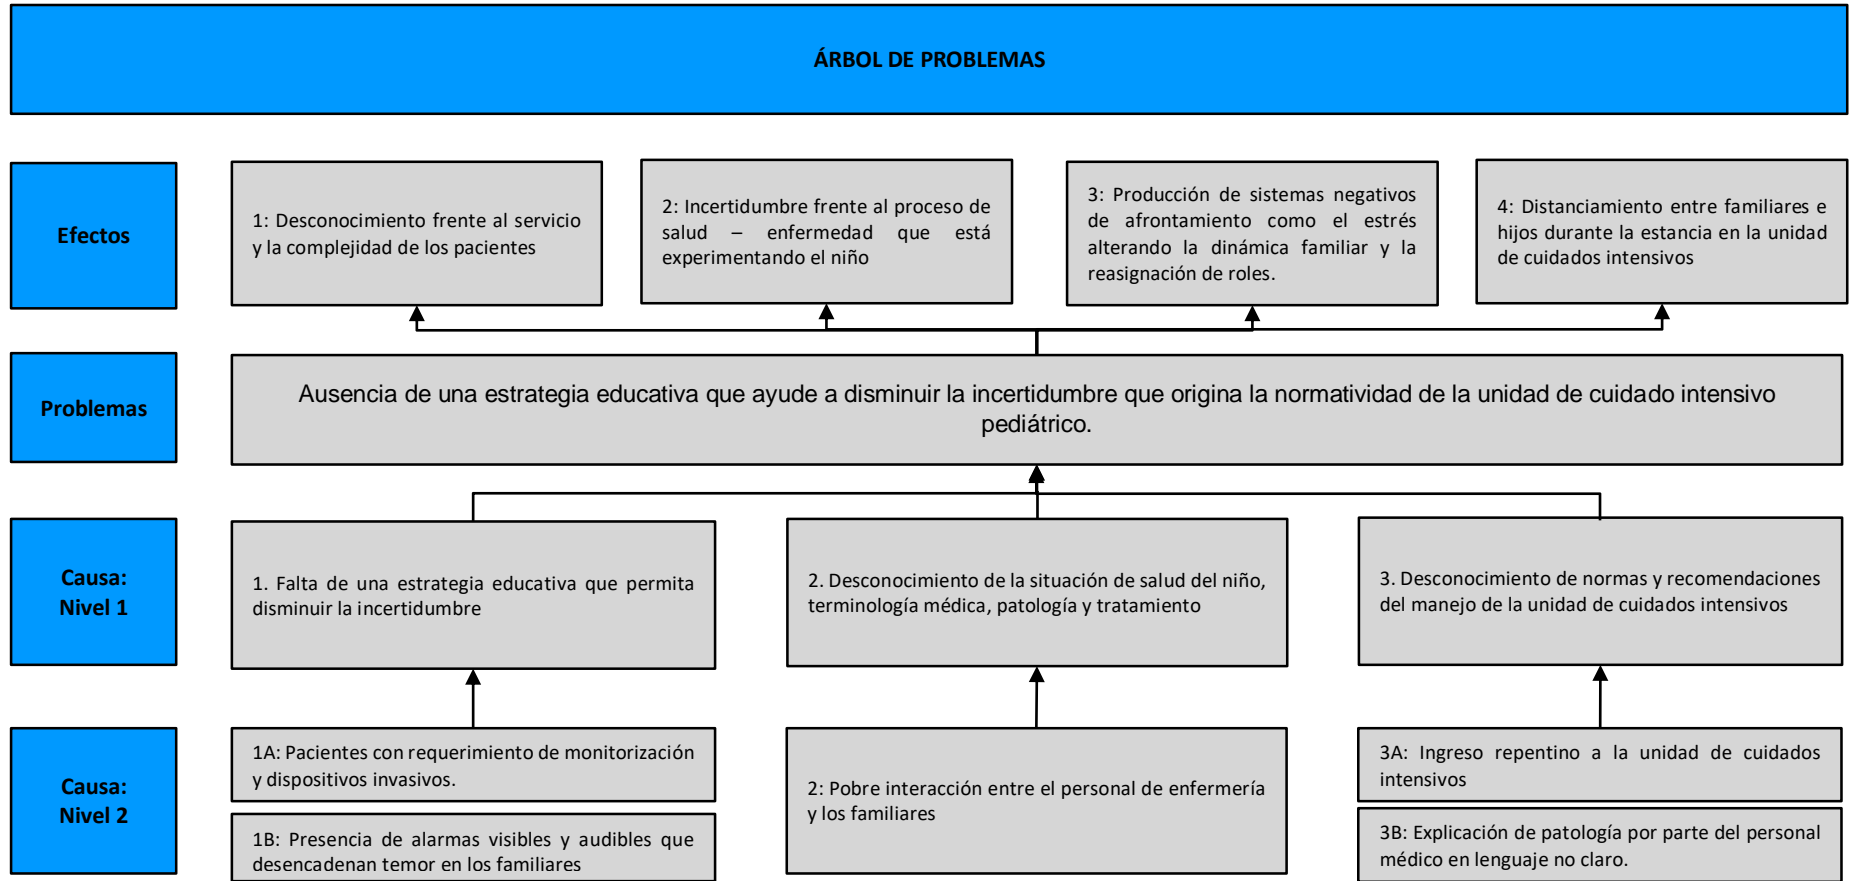 ÁRBOL DE PROBLEMAS
Efectos
1: Desconocimiento frente al servicio
y la complejidad de los pacientes
2: Incertidumbre frente al proceso de
salud – enfermedad que está
experimentando el niño
3: Producción de sistemas negativos
de afrontamiento como el estrés
alterando la dinámica familiar y la
reasignación de roles.
4: Distanciamiento entre familiares e
hijos durante la estancia en la unidad
de cuidados intensivos
Problemas
Ausencia de una estrategia educativa que ayude a disminuir la incertidumbre que origina la normatividad de la unidad de cuidado intensivo
pediátrico.
Causa:
Nivel 1
1. Falta de una estrategia educativa que permita
disminuir la incertidumbre
2. Desconocimiento de la situación de salud del niño,
terminología médica, patología y tratamiento
3. Desconocimiento de normas y recomendaciones
del manejo de la unidad de cuidados intensivos
Causa:
Nivel 2
1A: Pacientes con requerimiento de monitorización
y dispositivos invasivos.
1B: Presencia de alarmas visibles y audibles que
desencadenan temor en los familiares
2: Pobre interacción entre el personal de enfermería
y los familiares
3A: Ingreso repentino a la unidad de cuidados
intensivos
3B: Explicación de patología por parte del personal
médico en lenguaje no claro.